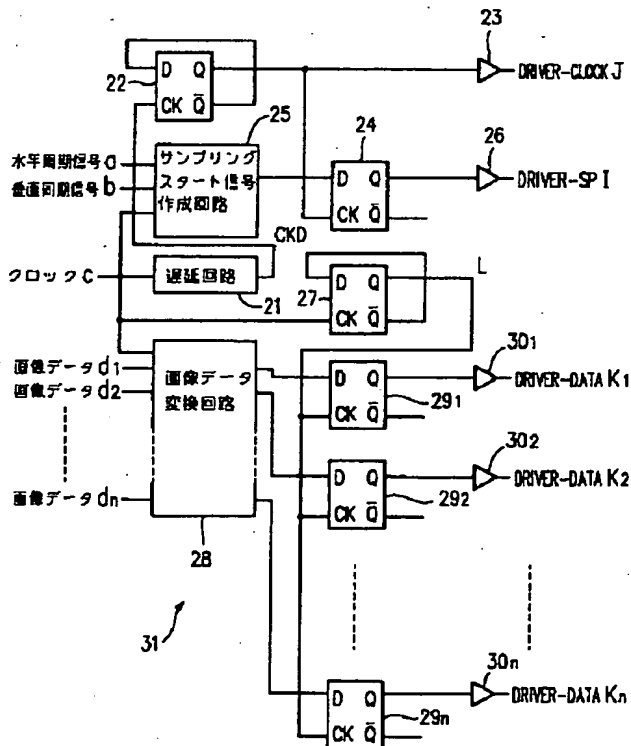 23
D Q
22
CK Q̄
DRIVER-CLOCK J
25
24
26
水平周期信号 a
垂直同期信号 b
サンプリング
スタート信号
作成回路
D Q
CK Q̄
DRIVER-SP I
CKD
L
クロック c
遅延回路
21
27
D Q
CK Q̄
画像データ d1
画像データ d2
画像データ
変換回路
D Q
CK Q̄
291
301
DRIVER-DATA K1
D Q
CK Q̄
292
302
DRIVER-DATA K2
画像データ dn
28
31
D Q
CK Q̄
29n
30n
DRIVER-DATA Kn